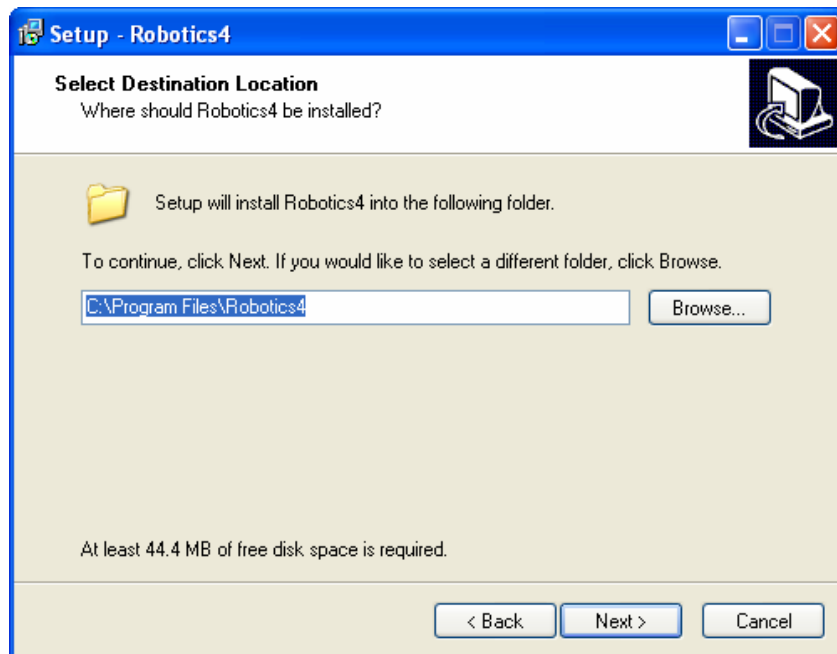 Setup - Robotics4
Select Destination Location
Where should Robotics4 be installed?
Setup will install Robotics4 into the following folder.
To continue, click Next. If you would like to select a different folder, click Browse.
C:\Program Files\Robotics4
Browse...
At least 44.4 MB of free disk space is required.
< Back Next > Cancel